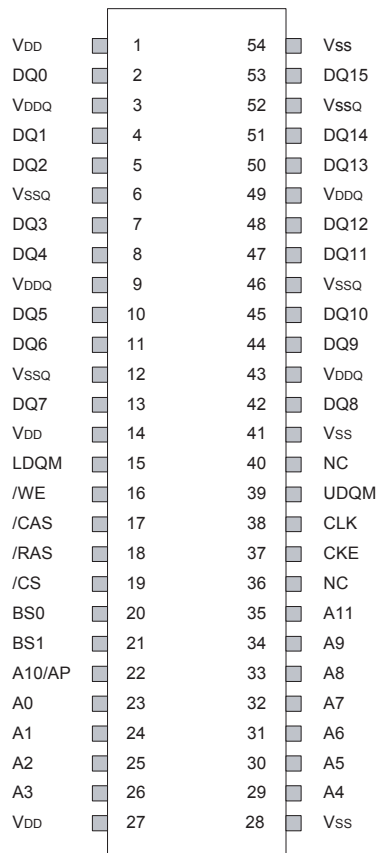 VDD 1 54 Vss
DQ0 2 53 DQ15
VDDQ 3 52 VssQ
DQ1 4 51 DQ14
DQ2 5 50 DQ13
VSSQ 6 49 VDDQ
DQ3 7 48 DQ12
DQ4 8 47 DQ11
VDDQ 9 46 VSSQ
DQ5 10 45 DQ10
DQ6 11 44 DQ9
VSSQ 12 43 VDDQ
DQ7 13 42 DQ8
VDD 14 41 VSS
LDQM 15 40 NC
/WE 16 39 UDQM
/CAS 17 38 CLK
/RAS 18 37 CKE
/CS 19 36 NC
BS0 20 35 A11
BS1 21 34 A9
A10/AP 22 33 A8
A0 23 32 A7
A1 24 31 A6
A2 25 30 A5
A3 26 29 A4
VDD 27 28 VSS